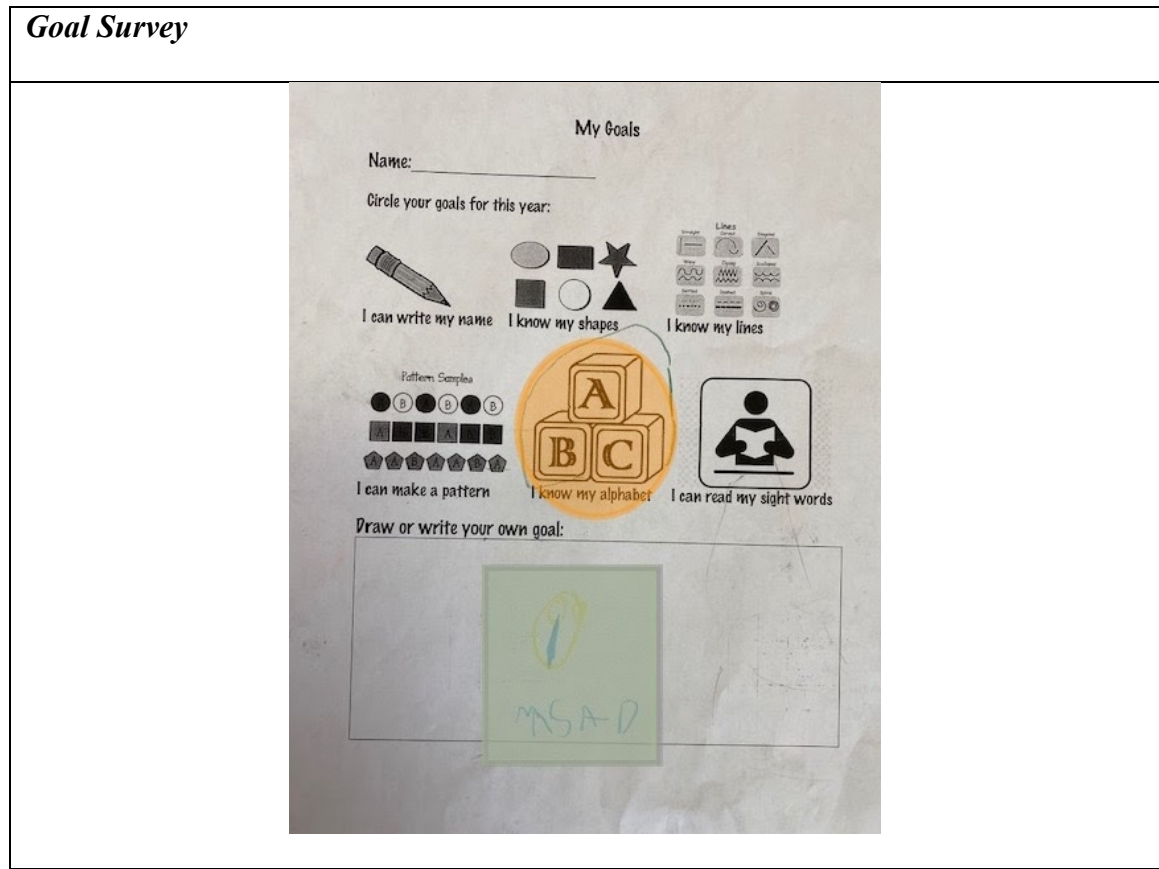 Goal Survey
My Goals
Name:
Circle your goals for this year:
Lines
I can write my name
I know my shapes
I know my lines
Pattern Samples
A B A B A B
A B B A B B
A A B A A B A
A
B C
I can make a pattern
I know my alphabet
I can read my sight words
Draw or write your own goal:
MSAD